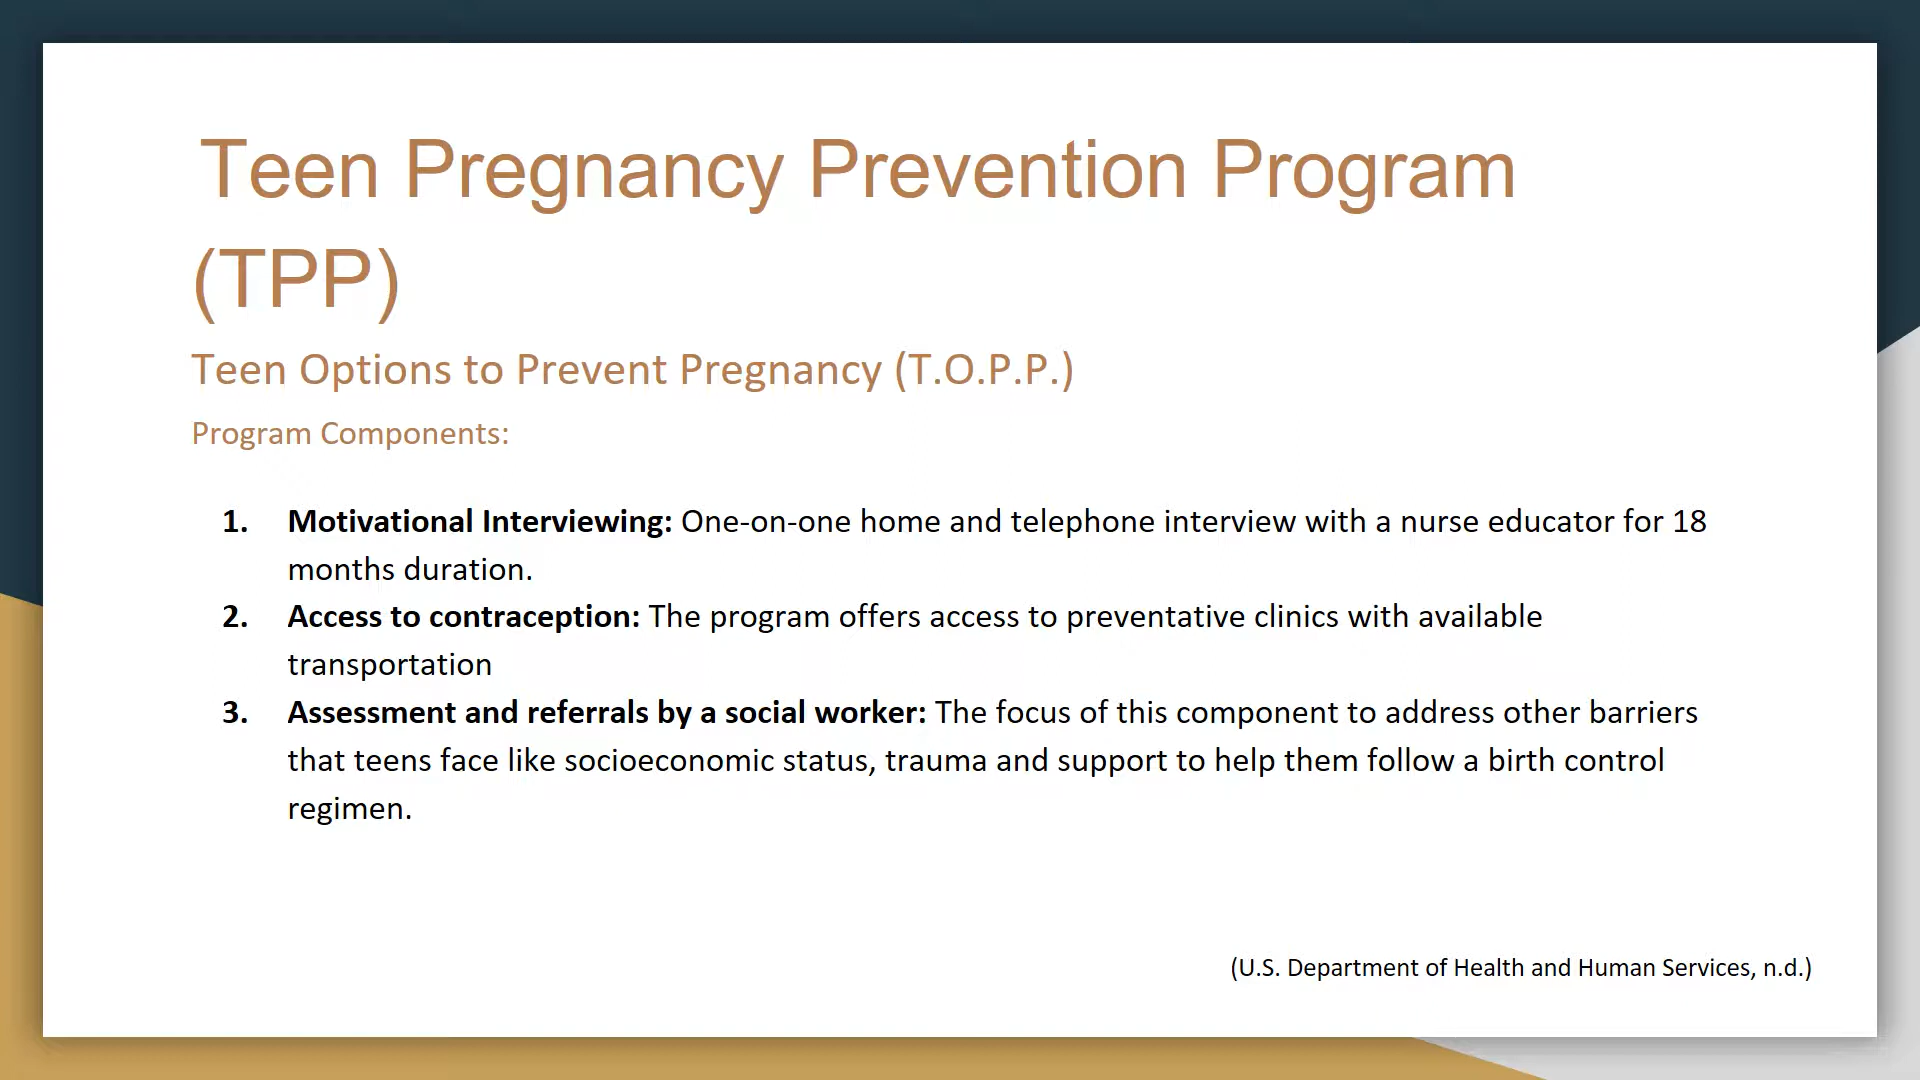 Teen Pregnancy Prevention Program
(TPP)
Teen Options to Prevent Pregnancy (T.O.P.P.)
Program Components:
1. Motivational Interviewing: One-on-one home and telephone interview with a nurse educator for 18
months duration.
2. Access to contraception: The program offers access to preventative clinics with available
transportation
3. Assessment and referrals by a social worker: The focus of this component to address other barriers
that teens face like socioeconomic status, trauma and support to help them follow a birth control
regimen.
(U.S. Department of Health and Human Services, n.d.)